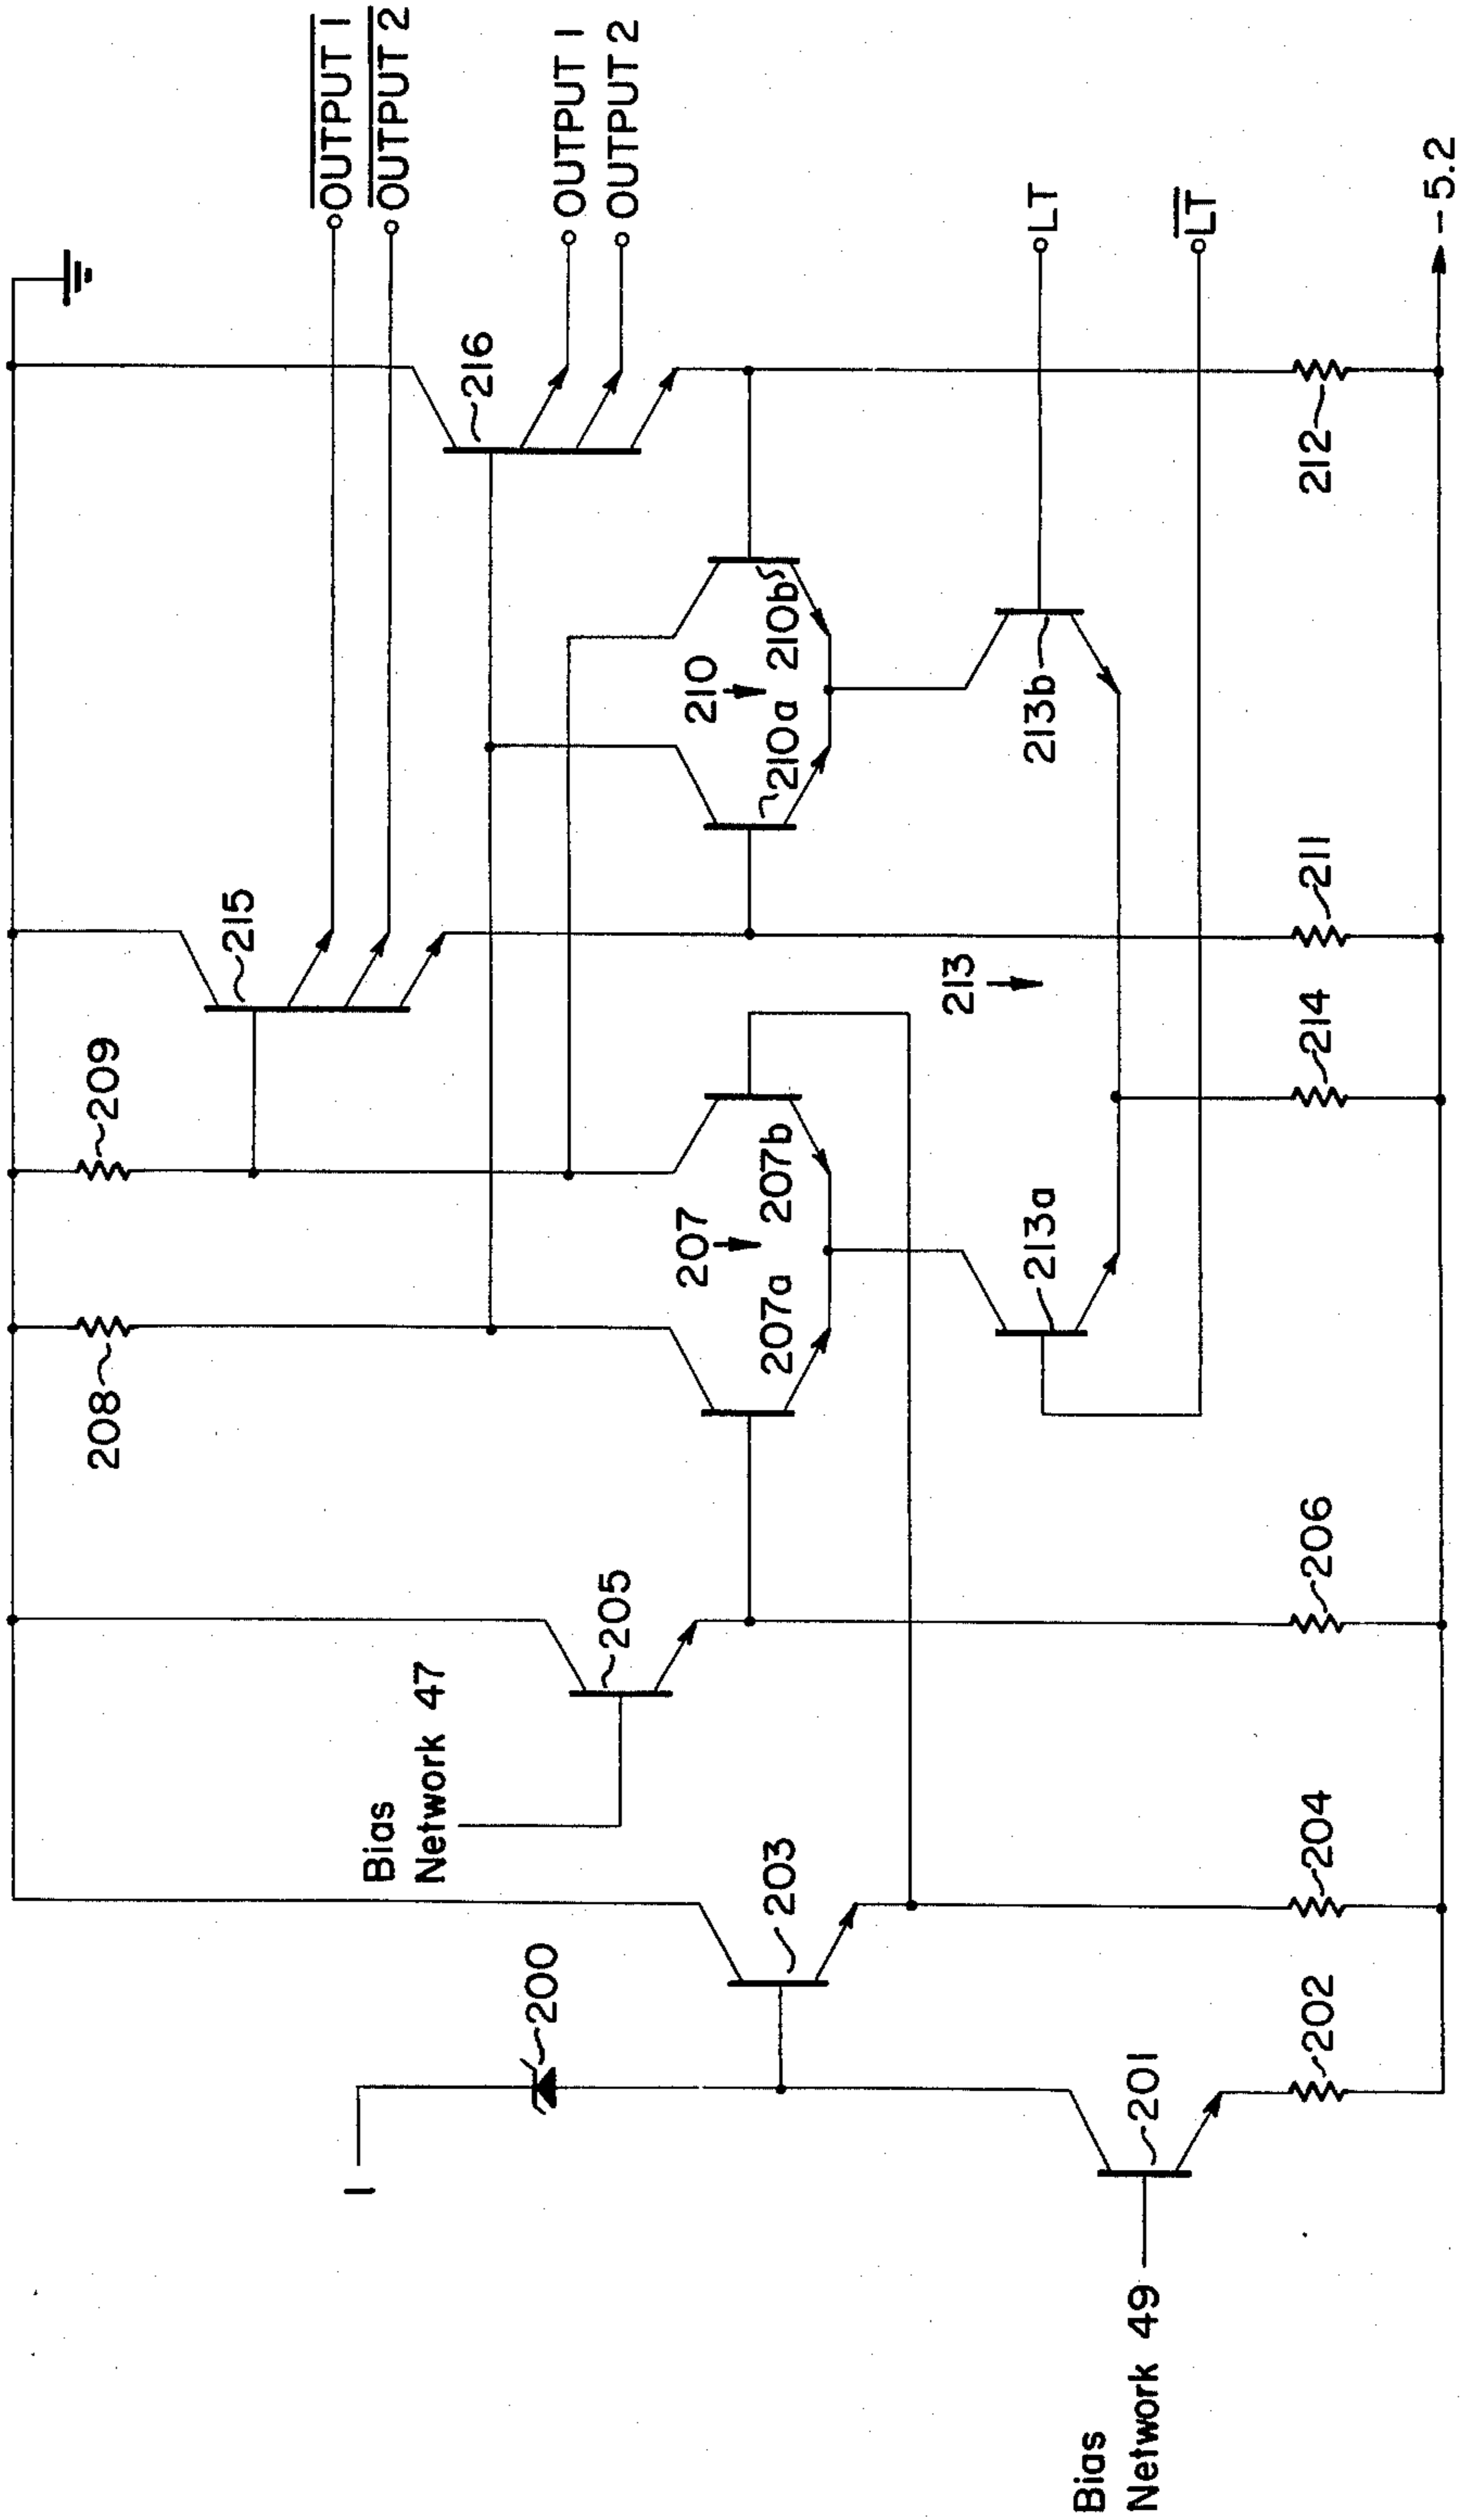 OUTPUT 1
OUTPUT 2
OUTPUT 1
OUTPUT 2
216
215
209
208
210
210a
210b
207
207a
207b
LT
LT
213b
213
213a
205
Bias
Network 47
203
200
I
201
Bias
Network 49
202
204
206
214
211
212
-5.2